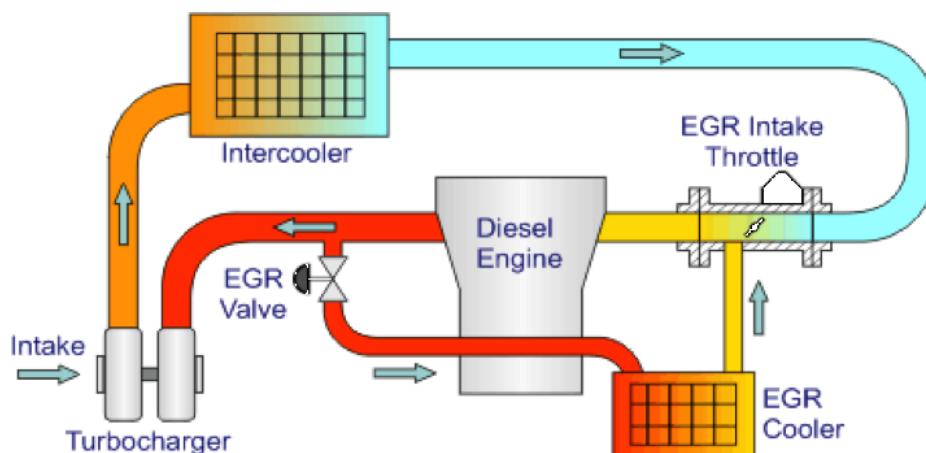 Intercooler
EGR Intake
Throttle
Diesel
Engine
EGR
Valve
Intake
Turbocharger
EGR
Cooler